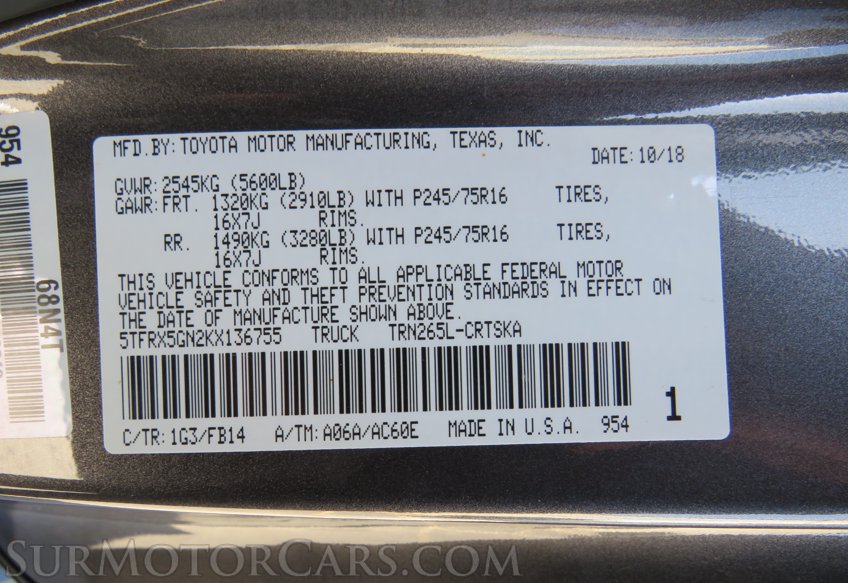 MFD.BY: TOYOTA MOTOR MANUFACTURING, TEXAS, INC.
DATE: 10/18
GVWR: 2545KG (5600LB)
GAWR: FRT. 1320KG (2910LB) WITH P245/75R16 TIRES,
16X7J RIMS.
RR. 1490KG (3280LB) WITH P245/75R16 TIRES,
16X7J RIMS.
THIS VEHICLE CONFORMS TO ALL APPLICABLE FEDERAL MOTOR
VEHICLE SAFETY AND THEFT PREVENTION STANDARDS IN EFFECT ON
THE DATE OF MANUFACTURE SHOWN ABOVE.
5TFRX5GN2KX136755 TRUCK TRN265L-CRTSKA
1
C/TR: 1G3/FB14 A/TM: A06A/AC60E MADE IN U.S.A. 954
954
68N4T
SURMOTORCARS.COM